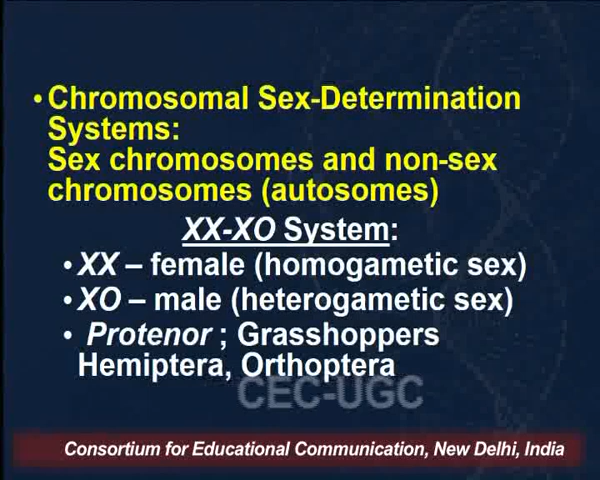 • Chromosomal Sex-Determination
Systems:
Sex chromosomes and non-sex
chromosomes (autosomes)
XX-XO System:
• XX – female (homogametic sex)
• XO – male (heterogametic sex)
• Protenor ; Grasshoppers
Hemiptera, Orthoptera
CEC-UGC
Consortium for Educational Communication, New Delhi, India